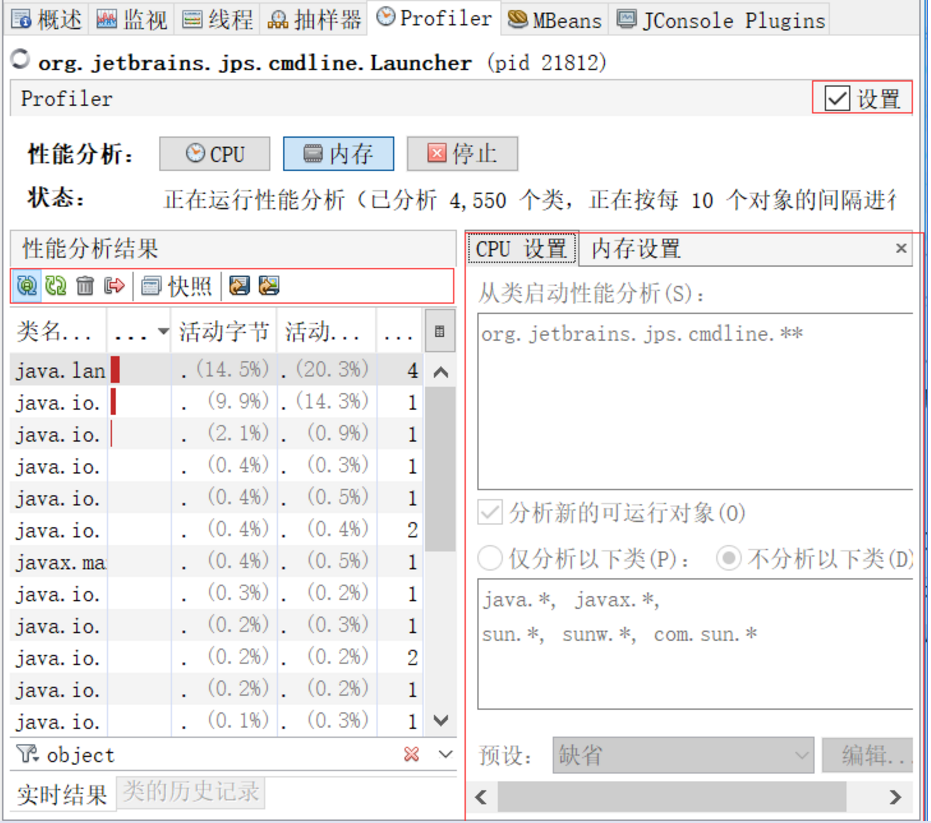 概述 监视 线程 抽样器 Profiler MBeans JConsole Plugins
org.jetbrains.jps.cmdline.Launcher (pid 21812)
Profiler 设置
性能分析: CPU 内存 停止
状态: 正在运行性能分析（已分析 4,550 个类，正在按每 10 个对象的间隔进行
性能分析结果
快照
类名... ... 活动字节 活动... ...
java.lan . (14.5%) . (20.3%) 4
java.io. . (9.9%) . (14.3%) 1
java.io. . (2.1%) . (0.9%) 1
java.io. . (0.4%) . (0.3%) 1
java.io. . (0.4%) . (0.5%) 1
java.io. . (0.4%) . (0.4%) 2
javax.ma . (0.4%) . (0.5%) 1
java.io. . (0.3%) . (0.2%) 1
java.io. . (0.2%) . (0.3%) 1
java.io. . (0.2%) . (0.2%) 2
java.io. . (0.2%) . (0.2%) 1
java.io. . (0.1%) . (0.3%) 1
object
实时结果 类的历史记录
CPU 设置 内存设置 ×
从类启动性能分析(S):
org.jetbrains.jps.cmdline.**
分析新的可运行对象(O)
仅分析以下类(P): 不分析以下类(D)
java.*, javax.*,
sun.*, sunw.*, com.sun.*
预设: 缺省 编辑...